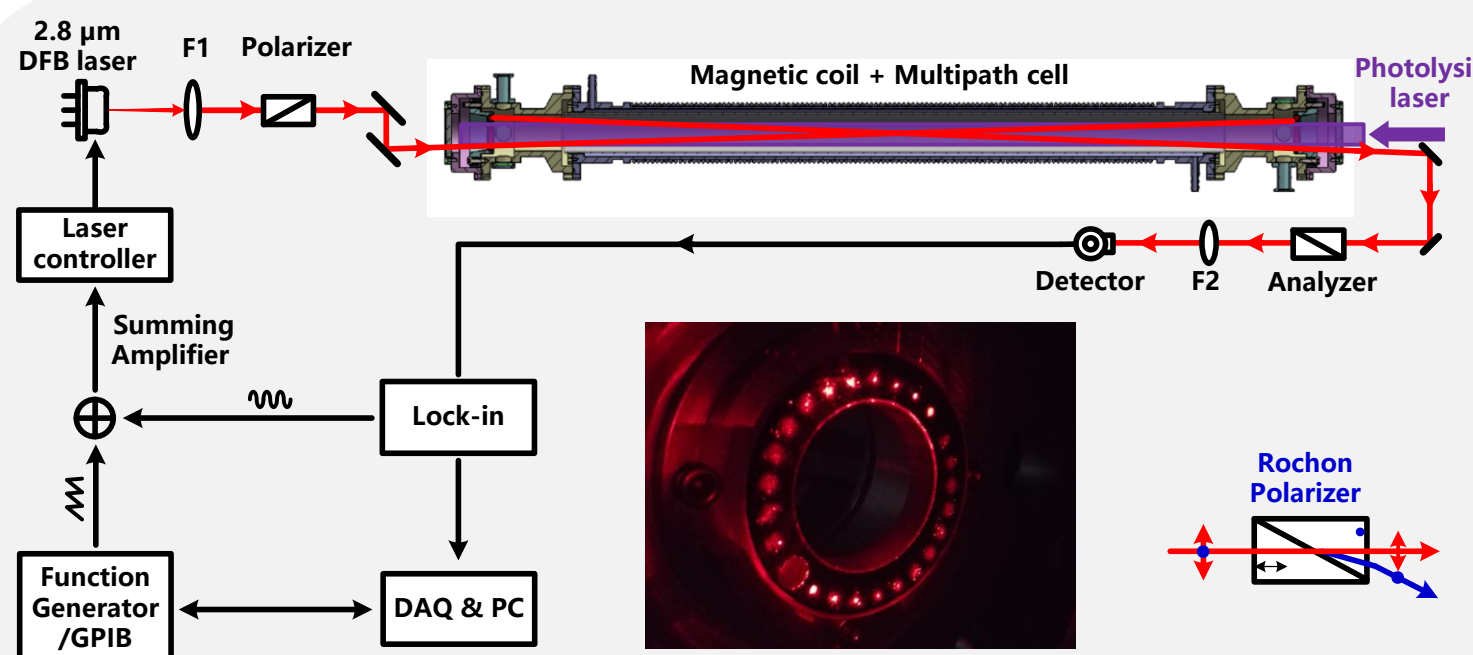 2.8 µm
DFB laser
F1
Polarizer
Magnetic coil + Multipath cell
Photolysi
laser
Laser
controller
Detector
F2
Analyzer
Summing
Amplifier
Lock-in
Rochon
Polarizer
Function
Generator
/GPIB
DAQ & PC